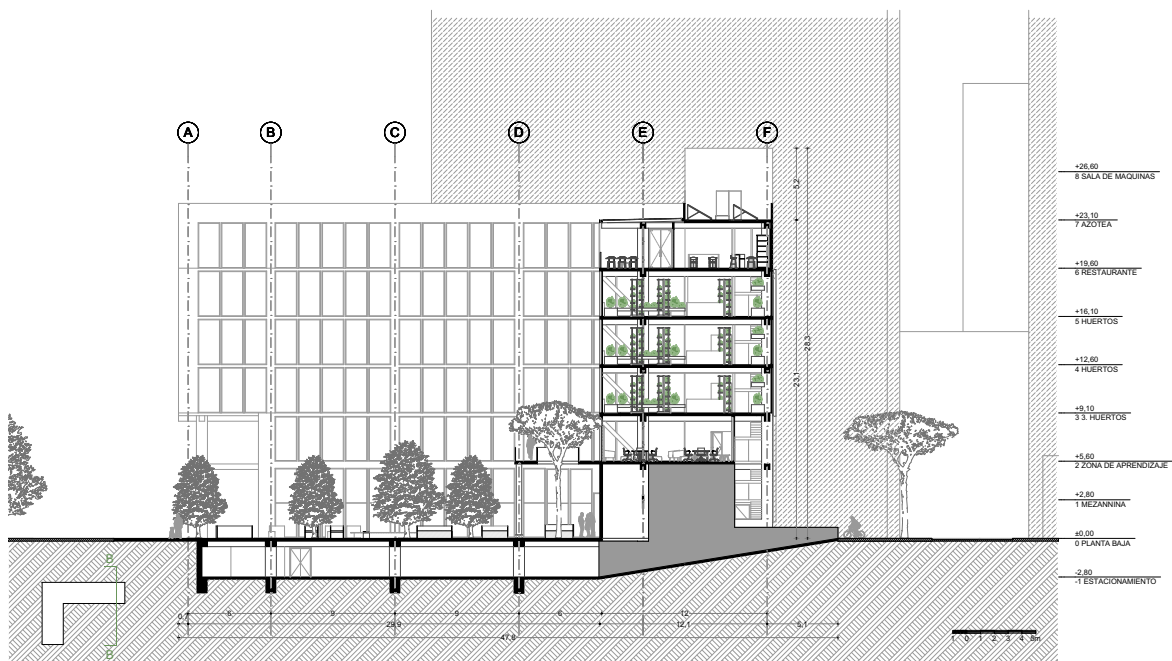 A B C D E F
+26,60
8 SALA DE MAQUINAS
+23,10
7 AZOTEA
+19,60
6 RESTAURANTE
+16,10
5 HUERTOS
+12,60
4 HUERTOS
+9,10
3 3. HUERTOS
+5,60
2 ZONA DE APRENDIZAJE
+2,80
1 MEZANNINA
±0,00
0 PLANTA BAJA
-2,80
-1 ESTACIONAMIENTO
5,2
28,3
23,1
B
B
6 9 9 6 12
29,9 12,1 5,1
47,8
1 0 1 2 3 4 5m